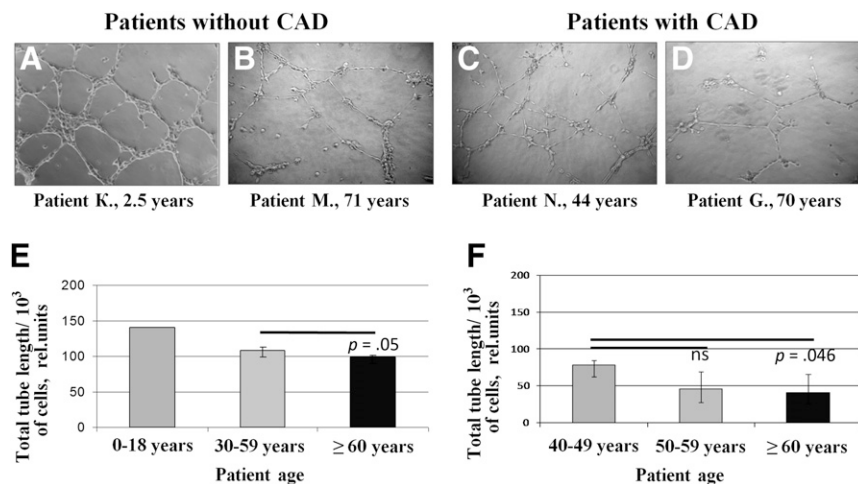 Patients without CAD
Patients with CAD
A
B
C
D
Patient K., 2.5 years
Patient M., 71 years
Patient N., 44 years
Patient G., 70 years
E
Total tube length/ 10³
of cells, rel.units
200
150
100
50
0
p = .05
0-18 years
30-59 years
≥ 60 years
Patient age
F
Total tube length/ 10³
of cells, rel.units
200
150
100
50
0
ns
p = .046
40-49 years
50-59 years
≥ 60 years
Patient age